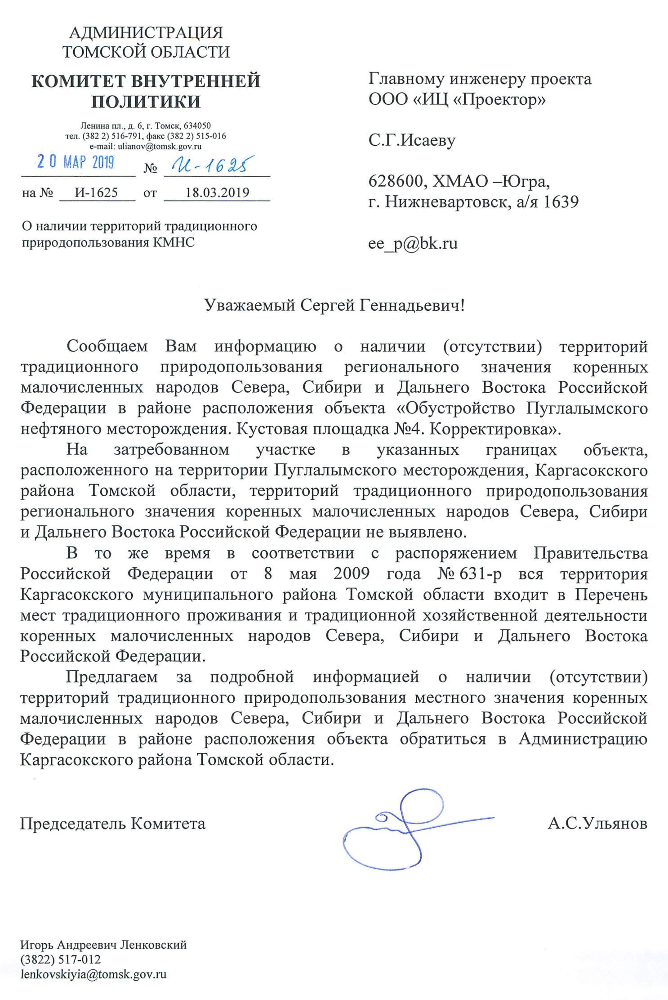 АДМИНИСТРАЦИЯ
ТОМСКОЙ ОБЛАСТИ
КОМИТЕТ ВНУТРЕННЕЙ
ПОЛИТИКИ
Ленина пл., д. 6, г. Томск, 634050
тел. (382 2) 516-791, факс (382 2) 515-016
e-mail: ulianov@tomsk.gov.ru
20 МАР 2019 № И-1625
на № И-1625 от 18.03.2019
О наличии территорий традиционного
природопользования КМНС
Главному инженеру проекта
ООО «ИЦ «Проектор»
С.Г.Исаеву
628600, ХМАО –Югра,
г. Нижневартовск, а/я 1639
ee_p@bk.ru
Уважаемый Сергей Геннадьевич!
Сообщаем Вам информацию о наличии (отсутствии) территорий
традиционного природопользования регионального значения коренных
малочисленных народов Севера, Сибири и Дальнего Востока Российской
Федерации в районе расположения объекта «Обустройство Пуглалымского
нефтяного месторождения. Кустовая площадка №4. Корректировка».
На затребованном участке в указанных границах объекта,
расположенного на территории Пуглалымского месторождения, Каргасокского
района Томской области, территорий традиционного природопользования
регионального значения коренных малочисленных народов Севера, Сибири
и Дальнего Востока Российской Федерации не выявлено.
В то же время в соответствии с распоряжением Правительства
Российской Федерации от 8 мая 2009 года № 631-р вся территория
Каргасокского муниципального района Томской области входит в Перечень
мест традиционного проживания и традиционной хозяйственной деятельности
коренных малочисленных народов Севера, Сибири и Дальнего Востока
Российской Федерации.
Предлагаем за подробной информацией о наличии (отсутствии)
территорий традиционного природопользования местного значения коренных
малочисленных народов Севера, Сибири и Дальнего Востока Российской
Федерации в районе расположения объекта обратиться в Администрацию
Каргасокского района Томской области.
Председатель Комитета А.С.Ульянов
Игорь Андреевич Ленковский
(3822) 517-012
lenkovskiyia@tomsk.gov.ru